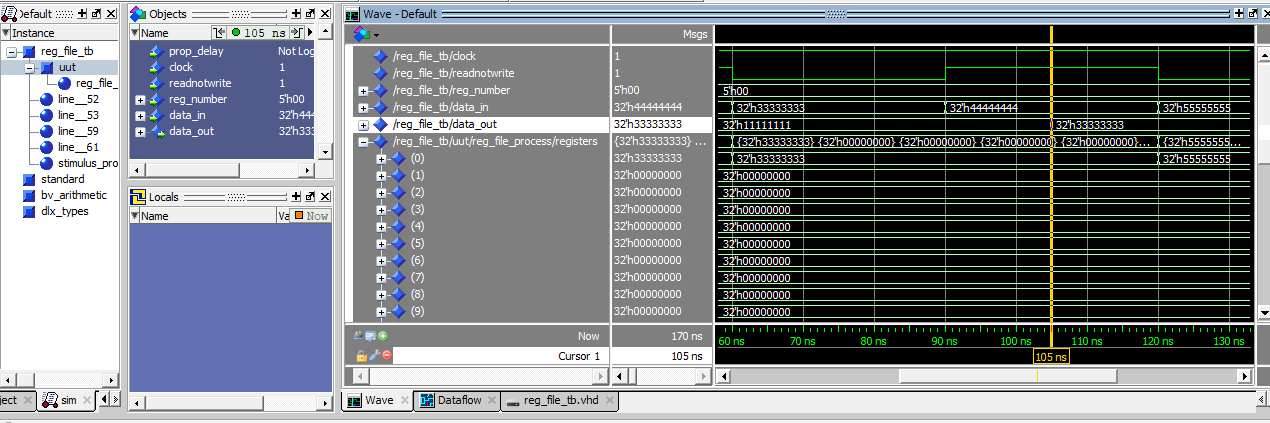 Default
Instance
reg_file_tb
uut
reg_file_
line__52
line__53
line__59
line__61
stimulus_pro
standard
bv_arithmetic
dlx_types
ject
sim
Objects
Name
105 ns
prop_delay Not Log
clock 1
readnotwrite 1
reg_number 5'h00
data_in 32'h44
data_out 32'h33
Locals
Name Va Now
Wave - Default
Msgs
/reg_file_tb/clock 1
/reg_file_tb/readnotwrite 1
/reg_file_tb/reg_number 5'h00 5'h00
/reg_file_tb/data_in 32'h44444444 32'h33333333 32'h44444444 32'h55555555
/reg_file_tb/data_out 32'h33333333 32'h11111111 32'h33333333
/reg_file_tb/uut/reg_file_process/registers {32'h33333333} ... {32'h33333333} {32'h00000000} {32'h00000000} {32'h00000000} {32'h00000000}... {32'h5555555...
(0) 32'h33333333 32'h33333333 32'h55555555
(1) 32'h00000000 32'h00000000
(2) 32'h00000000 32'h00000000
(3) 32'h00000000 32'h00000000
(4) 32'h00000000 32'h00000000
(5) 32'h00000000 32'h00000000
(6) 32'h00000000 32'h00000000
(7) 32'h00000000 32'h00000000
(8) 32'h00000000 32'h00000000
(9) 32'h00000000 32'h00000000
Now 170 ns 60 ns 70 ns 80 ns 90 ns 100 ns 110 ns 120 ns 130 ns
Cursor 1 105 ns 105 ns
Wave Dataflow reg_file_tb.vhd